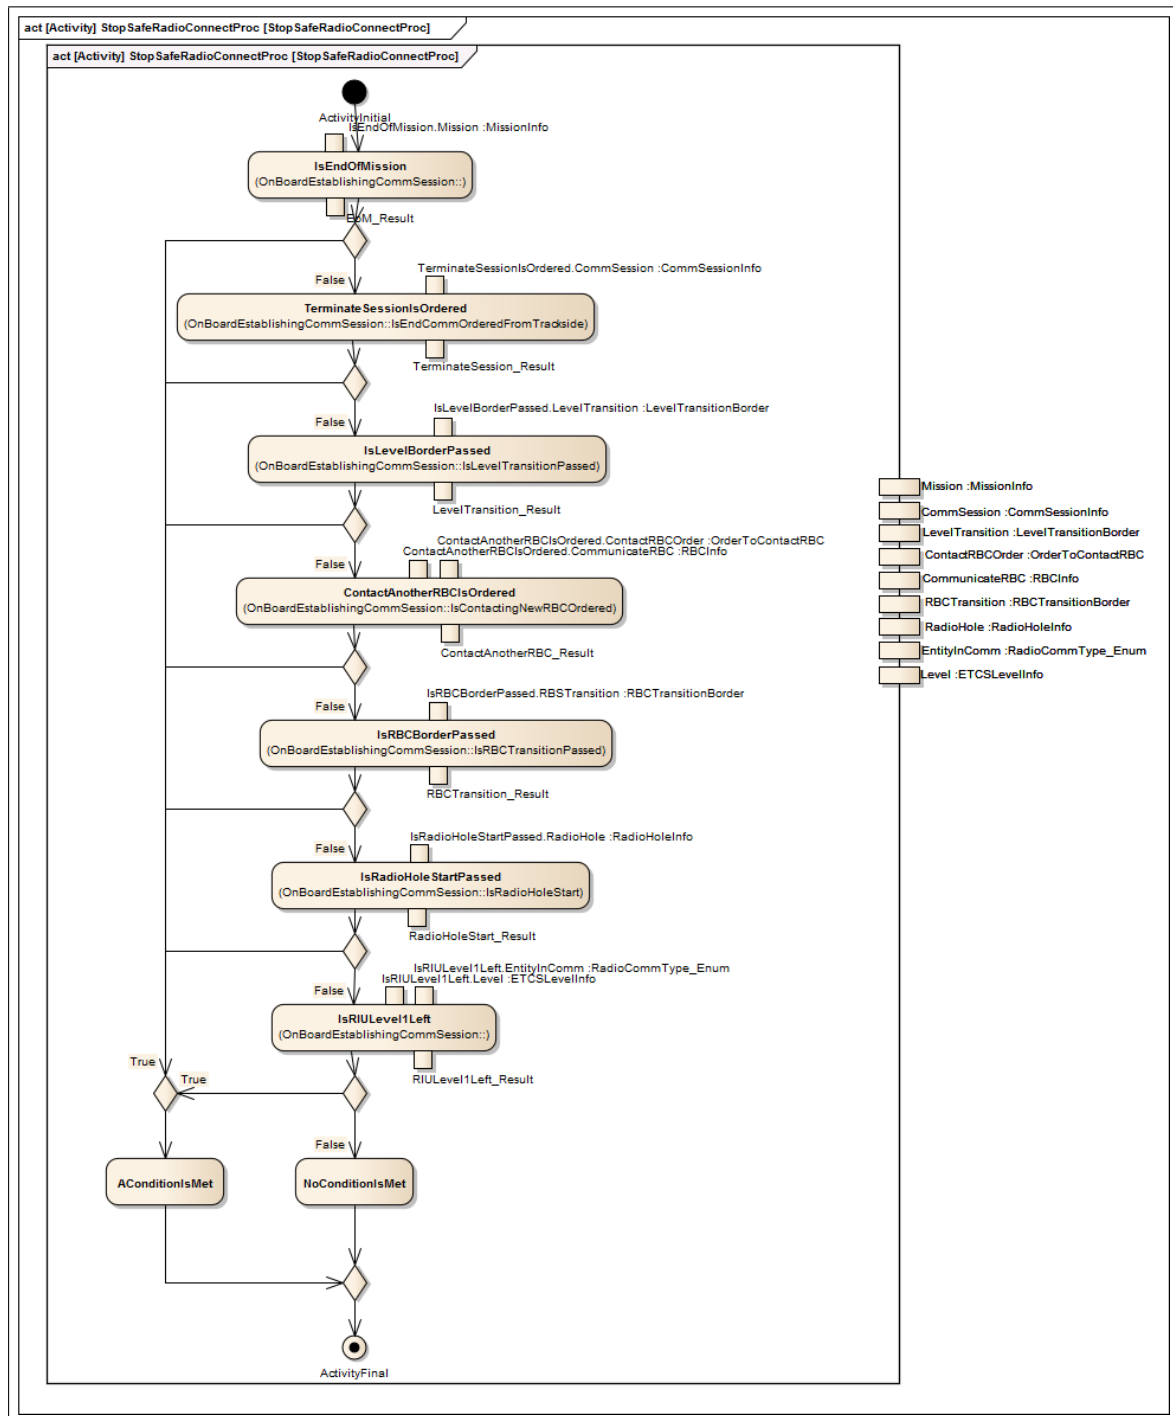 act [Activity] StopSafeRadioConnectProc [StopSafeRadioConnectProc]
act [Activity] StopSafeRadioConnectProc [StopSafeRadioConnectProc]
ActivityInitial
IsEndOfMission.Mission :MissionInfo
IsEndOfMission
(OnBoardEstablishingCommSession::)
EoM_Result
False
TerminateSessionIsOrdered.CommSession :CommSessionInfo
TerminateSessionIsOrdered
(OnBoardEstablishingCommSession::IsEndCommOrderedFromTrackside)
TerminateSession_Result
False
IsLevelBorderPassed.LevelTransition :LevelTransitionBorder
IsLevelBorderPassed
(OnBoardEstablishingCommSession::IsLevelTransitionPassed)
LevelTransition_Result
False
ContactAnotherRBCIsOrdered.ContactRBCOrder :OrderToContactRBC
ContactAnotherRBCIsOrdered.CommunicateRBC :RBCInfo
ContactAnotherRBCIsOrdered
(OnBoardEstablishingCommSession::IsContactingNewRBCOrdered)
ContactAnotherRBC_Result
False
IsRBCBorderPassed.RBSTransition :RBCTransitionBorder
IsRBCBorderPassed
(OnBoardEstablishingCommSession::IsRBCTransitionPassed)
RBCTransition_Result
False
IsRadioHoleStartPassed.RadioHole :RadioHoleInfo
IsRadioHoleStartPassed
(OnBoardEstablishingCommSession::IsRadioHoleStart)
RadioHoleStart_Result
False
IsRIULevel1Left.EntityInComm :RadioCommType_Enum
IsRIULevel1Left.Level :ETCSLevelInfo
IsRIULevel1Left
(OnBoardEstablishingCommSession::)
RIULevel1Left_Result
True
True
False
AConditionIsMet
NoConditionIsMet
ActivityFinal
Mission :MissionInfo
CommSession :CommSessionInfo
LevelTransition :LevelTransitionBorder
ContactRBCOrder :OrderToContactRBC
CommunicateRBC :RBCInfo
RBCTransition :RBCTransitionBorder
RadioHole :RadioHoleInfo
EntityInComm :RadioCommType_Enum
Level :ETCSLevelInfo